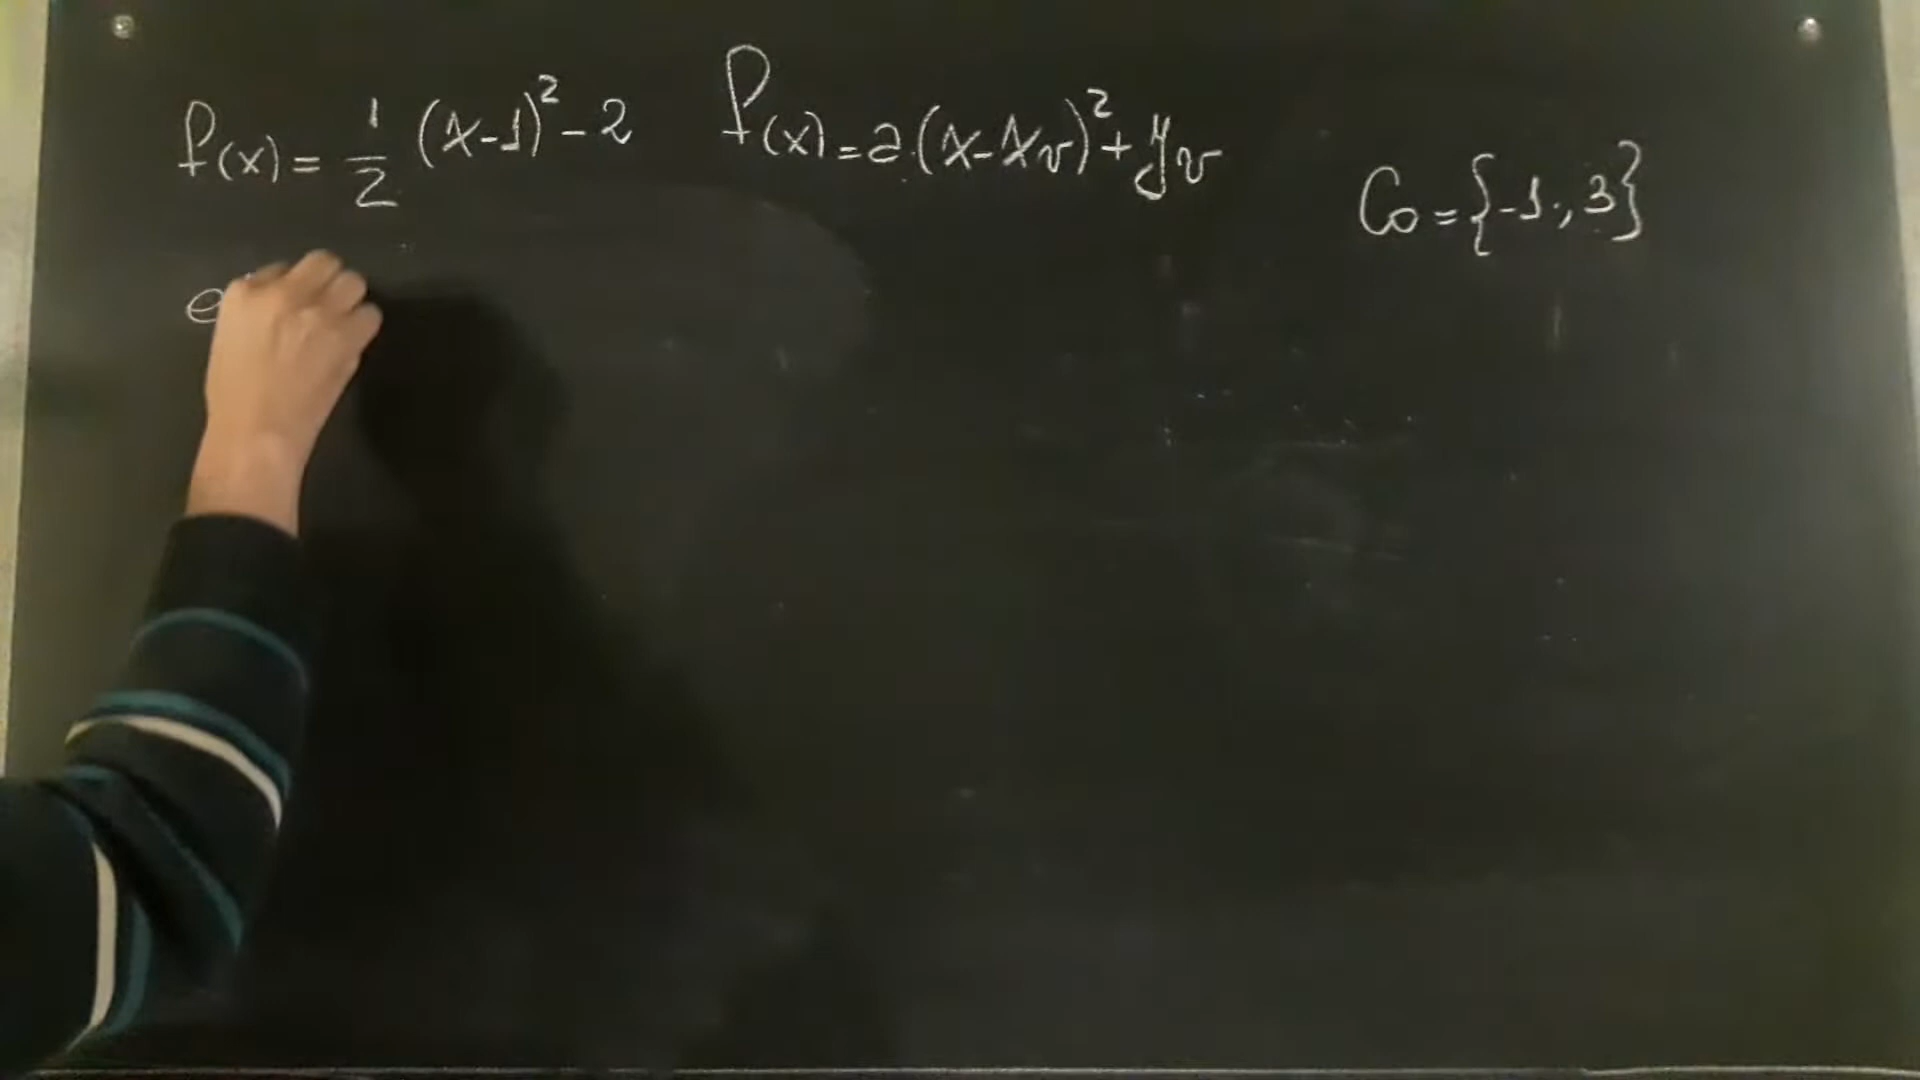 f(x) = 1/2 (x-1)² - 2
f(x) = a.(x-xv)² + yv
C₀ = {-1, 3}
e